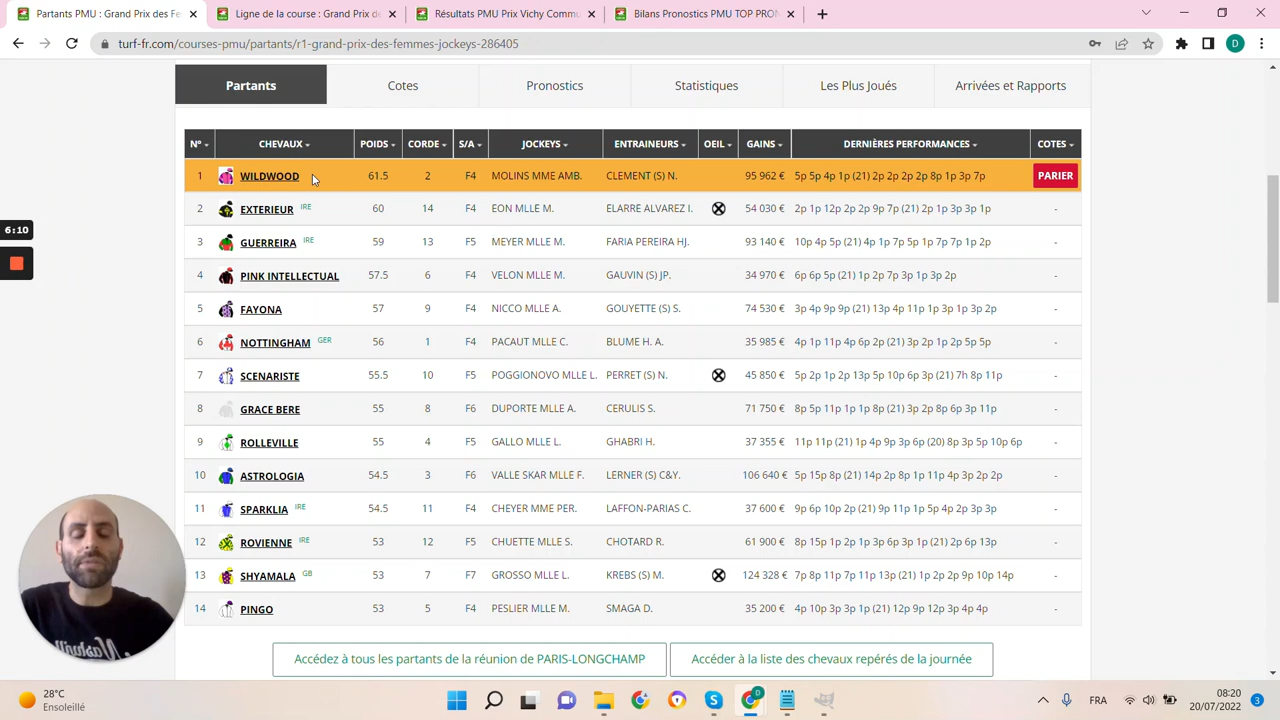 Partants PMU : Grand Prix des Fe
Ligne de la course : Grand Prix de
Résultats PMU Prix Vichy Commu
Bilans Pronostics PMU TOP PRON
turf-fr.com/courses-pmu/partants/r1-grand-prix-des-femmes-jockeys-286405
D
Partants Cotes Pronostics Statistiques Les Plus Joués Arrivées et Rapports
N° CHEVAUX POIDS CORDE S/A JOCKEYS ENTRAINEURS OEIL GAINS DERNIÈRES PERFORMANCES COTES
1 WILDWOOD 61.5 2 F4 MOLINS MME AMB. CLEMENT (S) N. 95 962 € 5p 5p 4p 1p (21) 2p 2p 2p 2p 8p 1p 3p 7p PARIER
2 EXTERIEUR IRE 60 14 F4 EON MLLE M. ELARRE ALVAREZ I. 54 030 € 2p 1p 12p 2p 2p 9p 7p (21) 2p 1p 3p 3p 1p -
3 GUERREIRA IRE 59 13 F5 MEYER MLLE M. FARIA PEREIRA HJ. 93 140 € 10p 4p 5p (21) 4p 1p 7p 5p 1p 7p 7p 1p 2p -
4 PINK INTELLECTUAL 57.5 6 F4 VELON MLLE M. GAUVIN (S) JP. 34 970 € 6p 6p 5p (21) 1p 2p 7p 3p 1p 3p 2p -
5 FAYONA 57 9 F4 NICCO MLLE A. GOUYETTE (S) S. 74 530 € 3p 4p 9p 9p (21) 13p 4p 11p 1p 3p 1p 3p 2p -
6 NOTTINGHAM GER 56 1 F4 PACAUT MLLE C. BLUME H. A. 35 985 € 4p 1p 11p 4p 6p 2p (21) 3p 2p 1p 2p 5p 5p -
7 SCENARISTE 55.5 10 F5 POGGIONOVO MLLE L. PERRET (S) N. 45 850 € 5p 2p 1p 2p 13p 5p 10p 6p 3p (21) 7h 8p 11p -
8 GRACE BERE 55 8 F6 DUPORTE MLLE A. CERULIS S. 71 750 € 8p 5p 11p 1p 1p 8p (21) 3p 2p 8p 6p 3p 11p -
9 ROLLEVILLE 55 4 F5 GALLO MLLE L. GHABRI H. 37 355 € 11p 11p (21) 1p 4p 9p 3p 6p (20) 8p 3p 5p 10p 6p -
10 ASTROLOGIA 54.5 3 F6 VALLE SKAR MLLE F. LERNER (S) C&Y. 106 640 € 5p 15p 8p (21) 14p 2p 8p 1p 11p 4p 3p 2p 2p -
11 SPARKLIA IRE 54.5 11 F4 CHEYER MME PER. LAFFON-PARIAS C. 37 600 € 9p 6p 10p 2p (21) 9p 11p 1p 5p 4p 2p 3p 3p -
12 ROVIENNE IRE 53 12 F5 CHUETTE MLLE S. CHOTARD R. 61 900 € 8p 15p 1p 2p 1p 3p 6p 3p 1p (21) 2p 6p 13p -
13 SHYAMALA GB 53 7 F7 GROSSO MLLE L. KREBS (S) M. 124 328 € 7p 8p 11p 7p 11p 13p (21) 1p 2p 2p 9p 10p 14p -
14 PINGO 53 5 F4 PESLIER MLLE M. SMAGA D. 35 200 € 4p 10p 3p 3p 1p (21) 12p 9p 12p 3p 4p 4p -
Accédez à tous les partants de la réunion de PARIS-LONGCHAMP Accéder à la liste des chevaux repérés de la journée
6:10
Nashville
28°C
Ensoleillé
D
FRA
08:20
20/07/2022
3